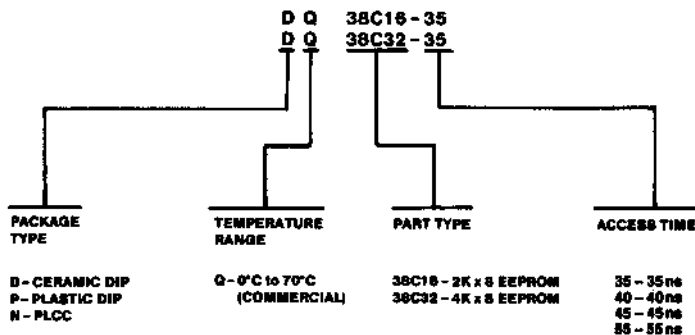 D Q 38C16-35
D Q 38C32-35
PACKAGE TYPE
TEMPERATURE RANGE
PART TYPE
ACCESS TIME
D-CERAMIC DIP
P-PLASTIC DIP
N-PLCC
Q-0°C to 70°C
(COMMERCIAL)
38C16-2K x 8 EEPROM
38C32-4K x 8 EEPROM
35-35ns
40-40ns
45-45ns
55-55ns